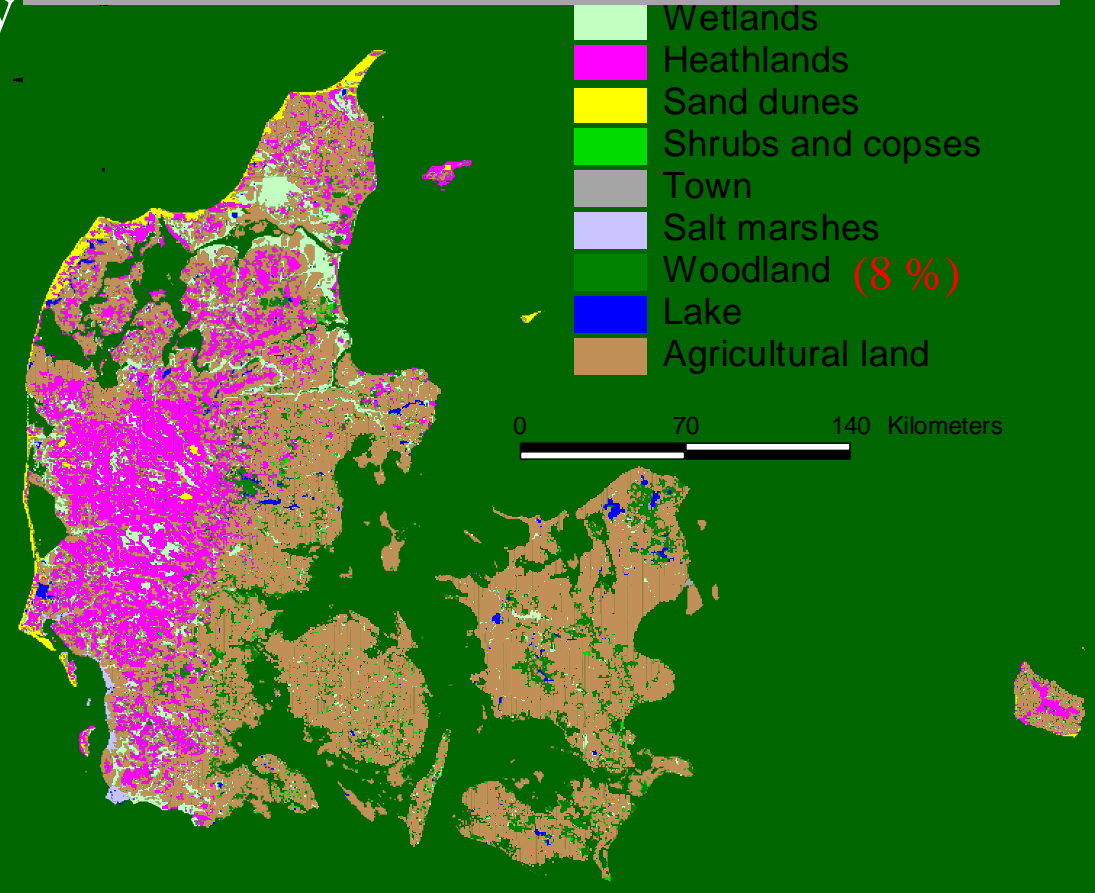 Wetlands
Heathlands
Sand dunes
Shrubs and copses
Town
Salt marshes
Woodland (8 %)
Lake
Agricultural land
0 70 140 Kilometers